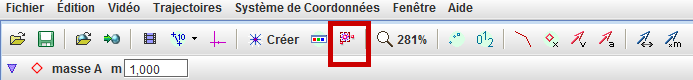 Fichier Édition Vidéo Trajectoires Système de Coordonnées Fenêtre Aide
Créer 281%
masse A m 1,000